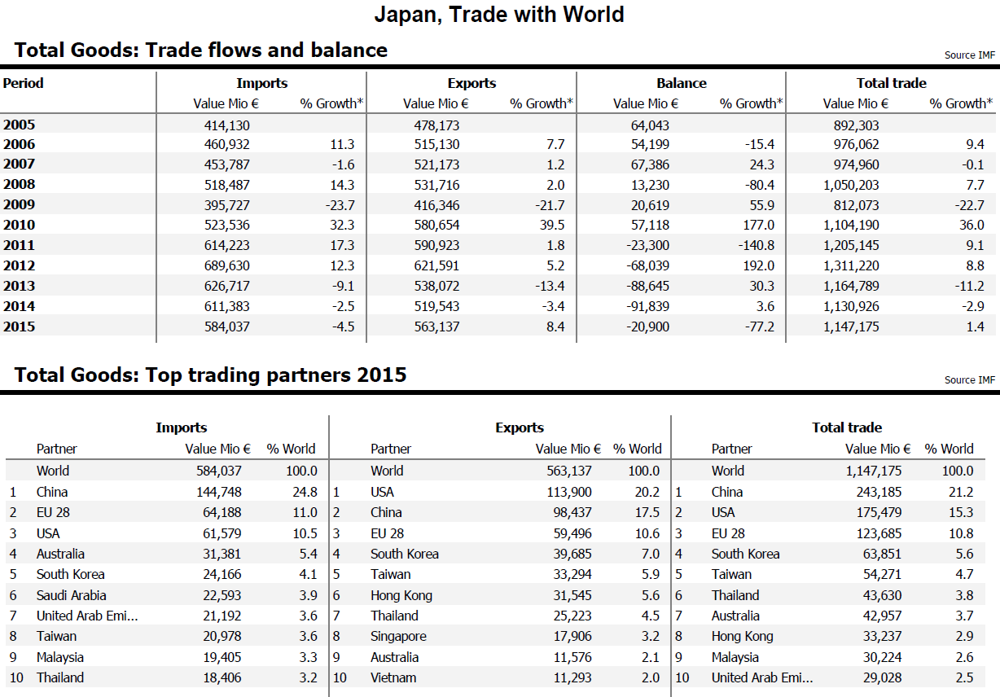 Japan, Trade with World
Total Goods: Trade flows and balance Source IMF
Period Imports Exports Balance Total trade
Value Mio € % Growth* Value Mio € % Growth* Value Mio € % Growth* Value Mio € % Growth*
2005 414,130 478,173 64,043 892,303
2006 460,932 11.3 515,130 7.7 54,199 -15.4 976,062 9.4
2007 453,787 -1.6 521,173 1.2 67,386 24.3 974,960 -0.1
2008 518,487 14.3 531,716 2.0 13,230 -80.4 1,050,203 7.7
2009 395,727 -23.7 416,346 -21.7 20,619 55.9 812,073 -22.7
2010 523,536 32.3 580,654 39.5 57,118 177.0 1,104,190 36.0
2011 614,223 17.3 590,923 1.8 -23,300 -140.8 1,205,145 9.1
2012 689,630 12.3 621,591 5.2 -68,039 192.0 1,311,220 8.8
2013 626,717 -9.1 538,072 -13.4 -88,645 30.3 1,164,789 -11.2
2014 611,383 -2.5 519,543 -3.4 -91,839 3.6 1,130,926 -2.9
2015 584,037 -4.5 563,137 8.4 -20,900 -77.2 1,147,175 1.4
Total Goods: Top trading partners 2015 Source IMF
Imports Exports Total trade
Partner Value Mio € % World Partner Value Mio € % World Partner Value Mio € % World
World 584,037 100.0 World 563,137 100.0 World 1,147,175 100.0
1 China 144,748 24.8 1 USA 113,900 20.2 1 China 243,185 21.2
2 EU 28 64,188 11.0 2 China 98,437 17.5 2 USA 175,479 15.3
3 USA 61,579 10.5 3 EU 28 59,496 10.6 3 EU 28 123,685 10.8
4 Australia 31,381 5.4 4 South Korea 39,685 7.0 4 South Korea 63,851 5.6
5 South Korea 24,166 4.1 5 Taiwan 33,294 5.9 5 Taiwan 54,271 4.7
6 Saudi Arabia 22,593 3.9 6 Hong Kong 31,545 5.6 6 Thailand 43,630 3.8
7 United Arab Emi... 21,192 3.6 7 Thailand 25,223 4.5 7 Australia 42,957 3.7
8 Taiwan 20,978 3.6 8 Singapore 17,906 3.2 8 Hong Kong 33,237 2.9
9 Malaysia 19,405 3.3 9 Australia 11,576 2.1 9 Malaysia 30,224 2.6
10 Thailand 18,406 3.2 10 Vietnam 11,293 2.0 10 United Arab Emi... 29,028 2.5